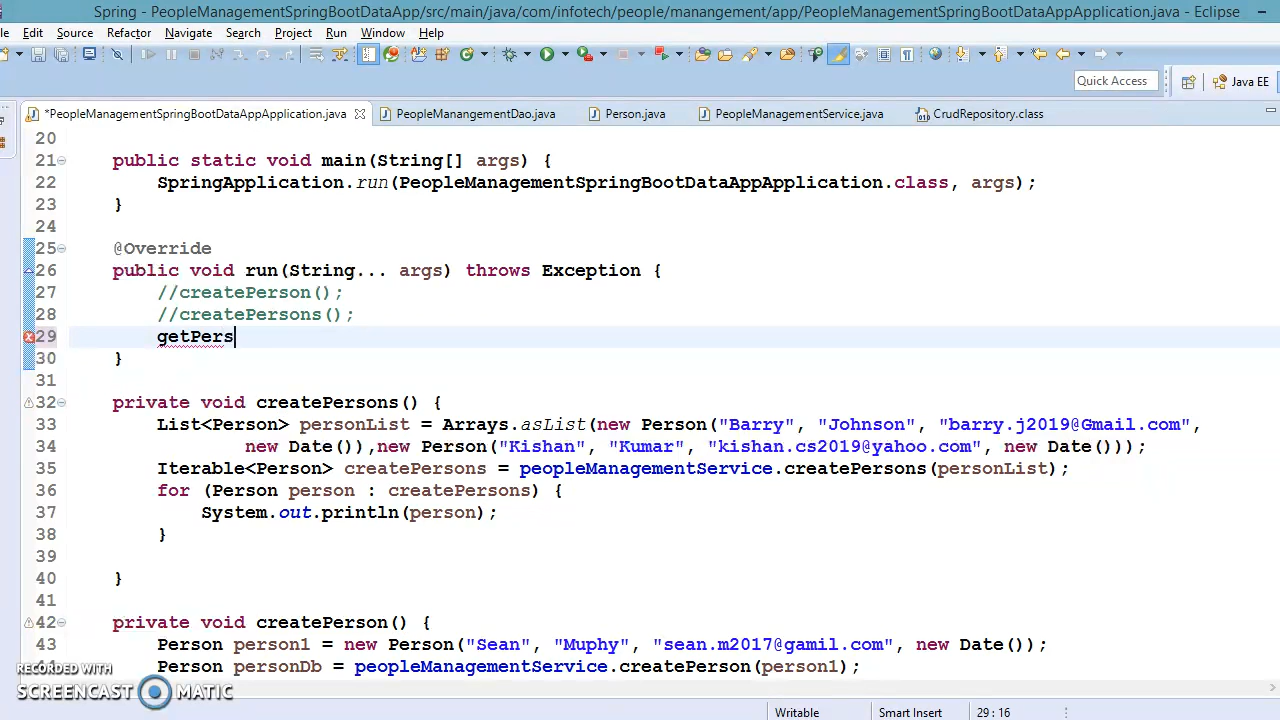 Spring - PeopleManagementSpringBootDataApp/src/main/java/com/infotech/people/manangement/app/PeopleManagementSpringBootDataAppApplication.java - Eclipse
le Edit Source Refactor Navigate Search Project Run Window Help
Quick Access Java EE
*PeopleManagementSpringBootDataAppApplication.java PeopleManangementDao.java Person.java PeopleManagementService.java CrudRepository.class
20
21 public static void main(String[] args) {
22 SpringApplication.run(PeopleManagementSpringBootDataAppApplication.class, args);
23 }
24
25 @Override
26 public void run(String... args) throws Exception {
27 //createPerson();
28 //createPersons();
29 getPers
30 }
31
32 private void createPersons() {
33 List<Person> personList = Arrays.asList(new Person("Barry", "Johnson", "barry.j2019@Gmail.com",
34 new Date()),new Person("Kishan", "Kumar", "kishan.cs2019@yahoo.com", new Date()));
35 Iterable<Person> createPersons = peopleManagementService.createPersons(personList);
36 for (Person person : createPersons) {
37 System.out.println(person);
38 }
39
40 }
41
42 private void createPerson() {
43 Person person1 = new Person("Sean", "Muphy", "sean.m2017@gamil.com", new Date());
Person personDb = peopleManagementService.createPerson(person1);
RECORDED WITH
SCREENCAST MATIC
Writable Smart Insert 29 : 16